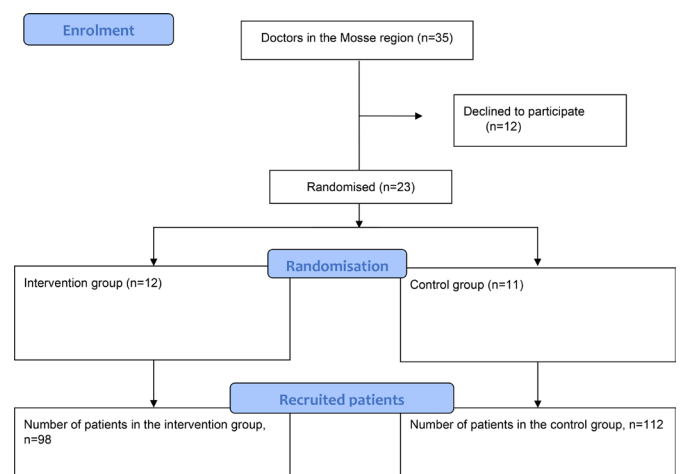 Enrolment
Doctors in the Mosse region (n=35)
Declined to participate
(n=12)
Randomised (n=23)
Randomisation
Intervention group (n=12)
Control group (n=11)
Recruited patients
Number of patients in the intervention group,
n=98
Number of patients in the control group, n=112